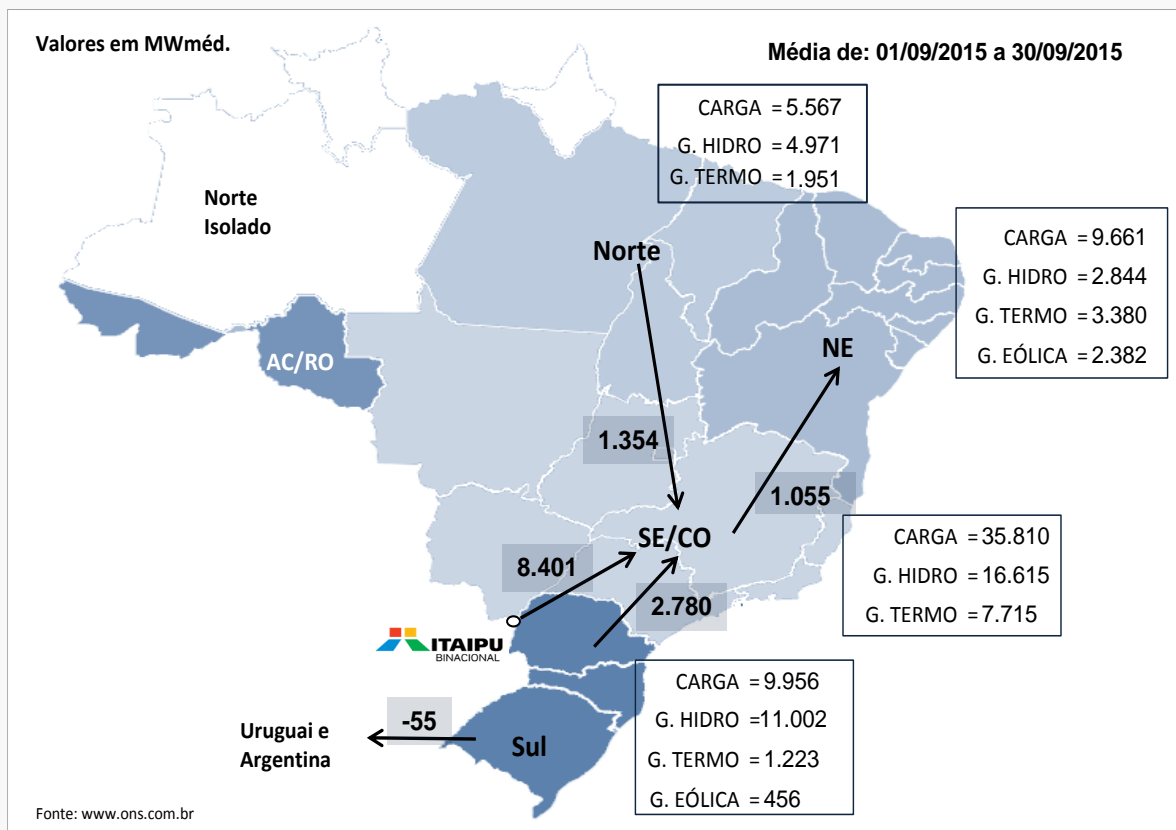 Valores em MWméd.
Média de: 01/09/2015 a 30/09/2015
CARGA = 5.567
G. HIDRO = 4.971
G. TERMO = 1.951
Norte
Isolado
Norte
CARGA = 9.661
G. HIDRO = 2.844
G. TERMO = 3.380
G. EÓLICA = 2.382
AC/RO
NE
1.354
1.055
SE/CO
CARGA = 35.810
G. HIDRO = 16.615
G. TERMO = 7.715
8.401
2.780
ITAIPU
BINACIONAL
CARGA = 9.956
G. HIDRO =11.002
G. TERMO = 1.223
G. EÓLICA = 456
-55
Uruguai e
Argentina
Sul
Fonte: www.ons.com.br